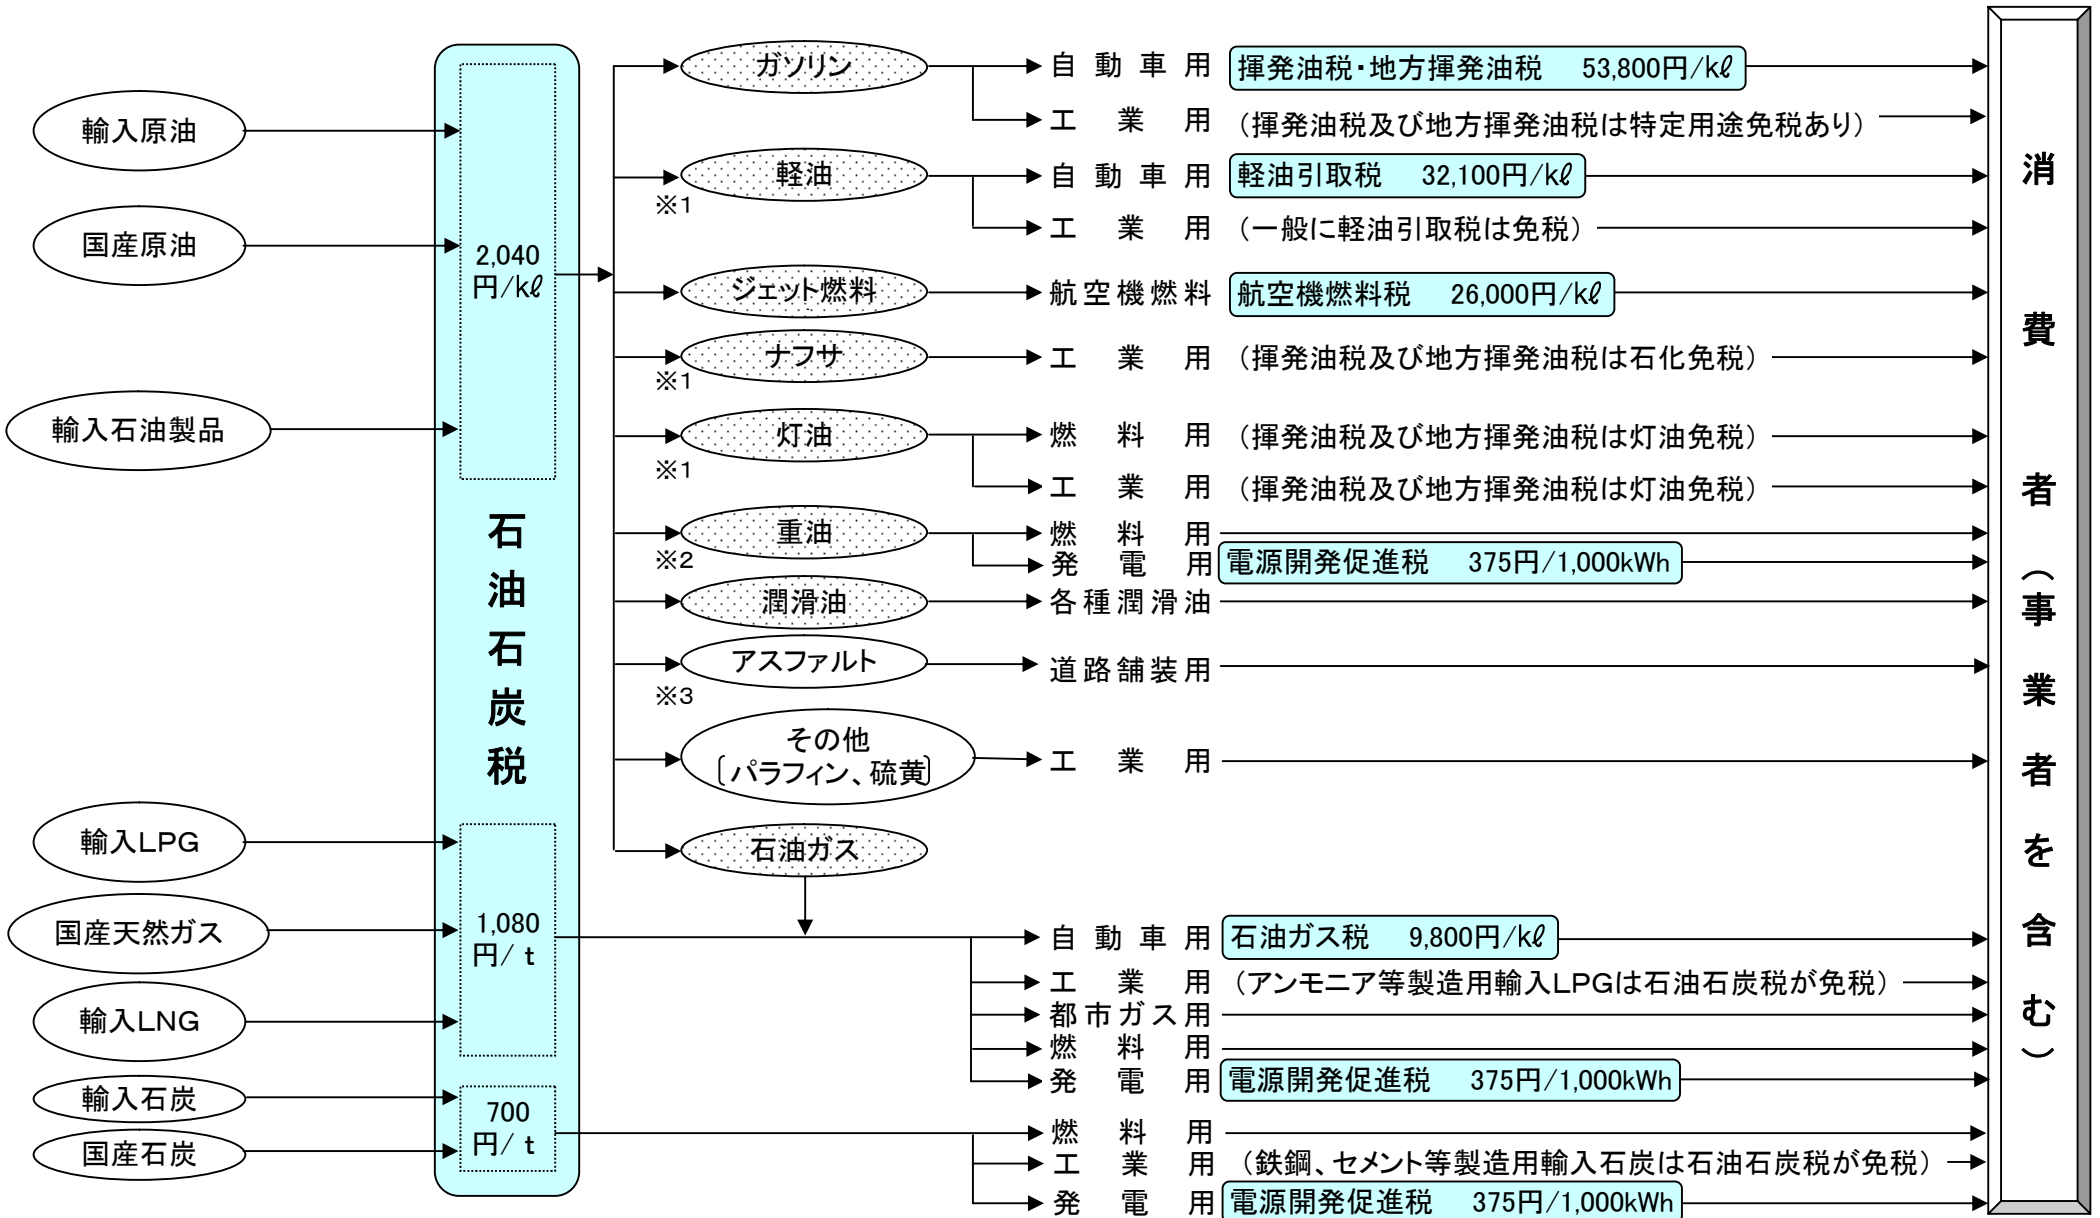 輸入原油
国産原油
輸入石油製品
輸入LPG
国産天然ガス
輸入LNG
輸入石炭
国産石炭
石油石炭税
2,040
円/kℓ
1,080
円/ t
700
円/ t
ガソリン
自動車用 揮発油税・地方揮発油税 53,800円/kℓ
工業用 (揮発油税及び地方揮発油税は特定用途免税あり)
軽油
※1
自動車用 軽油引取税 32,100円/kℓ
工業用 (一般に軽油引取税は免税)
ジェット燃料
航空機燃料 航空機燃料税 26,000円/kℓ
ナフサ
※1
工業用 (揮発油税及び地方揮発油税は石化免税)
灯油
※1
燃料用 (揮発油税及び地方揮発油税は灯油免税)
工業用 (揮発油税及び地方揮発油税は灯油免税)
重油
※2
燃料用
発電用 電源開発促進税 375円/1,000kWh
潤滑油
各種潤滑油
アスファルト
※3
道路舗装用
その他
〔パラフィン、硫黄〕
工業用
石油ガス
自動車用 石油ガス税 9,800円/kℓ
工業用 (アンモニア等製造用輸入LPGは石油石炭税が免税)
都市ガス用
燃料用
発電用 電源開発促進税 375円/1,000kWh
燃料用
工業用 (鉄鋼、セメント等製造用輸入石炭は石油石炭税が免税)
発電用 電源開発促進税 375円/1,000kWh
消費者(事業者を含む)